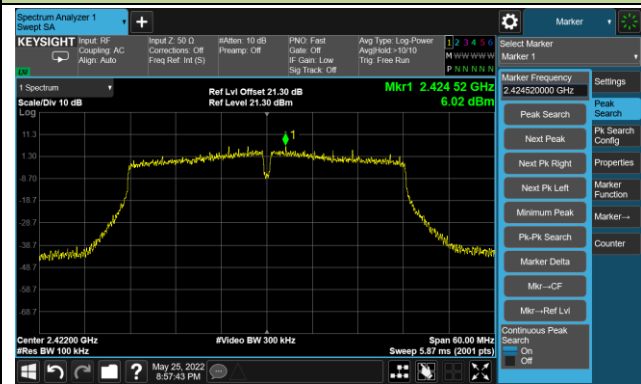 Spectrum Analyzer 1
Swept SA
Marker
KEYSIGHT
Input: RF
Coupling: AC
Align: Auto
Input Z: 50 Ω
Corrections: Off
Freq Ref: Int (S)
#Atten: 10 dB
Preamp: Off
PNO: Fast
Gate: Off
IF Gain: Low
Sig Track: Off
Avg Type: Log-Power
Avg|Hold:>10/10
Trig: Free Run
1 2 3 4 5 6
M W W W W W
P N N N N N
Select Marker
Marker 1
LW
1 Spectrum
Scale/Div 10 dB
Log
Ref Lvl Offset 21.30 dB
Ref Level 21.30 dBm
Mkr1 2.424 52 GHz
6.02 dBm
11.3
1.30
-8.70
-18.7
-28.7
-38.7
-48.7
-58.7
-68.7
1
Center 2.42200 GHz
#Res BW 100 kHz
#Video BW 300 kHz
Span 60.00 MHz
Sweep 5.87 ms (2001 pts)
Marker Frequency
2.424520000 GHz
Peak Search
Next Peak
Next Pk Right
Next Pk Left
Minimum Peak
Pk-Pk Search
Marker Delta
Mkr→CF
Mkr→Ref Lvl
Continuous Peak
Search
On
Off
Settings
Peak
Search
Pk Search
Config
Properties
Marker
Function
Marker→
Counter
May 25, 2022
8:57:43 PM